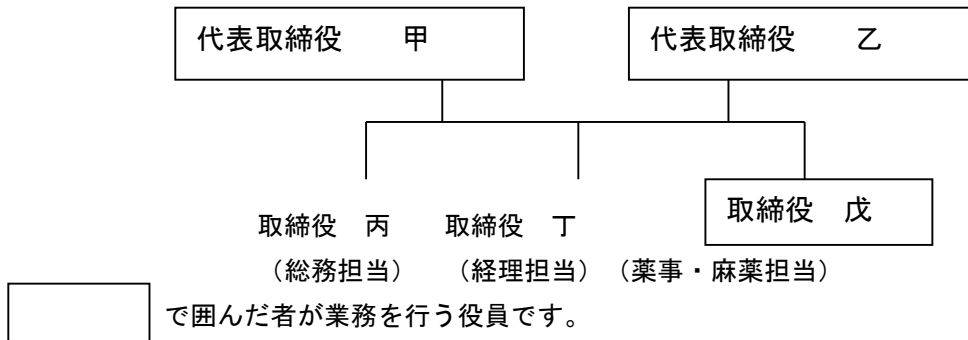 代表取締役　　甲
代表取締役　　乙
取締役　丙
取締役　丁
取締役　戊
（総務担当）
（経理担当）
（薬事・麻薬担当）
で囲んだ者が業務を行う役員です。